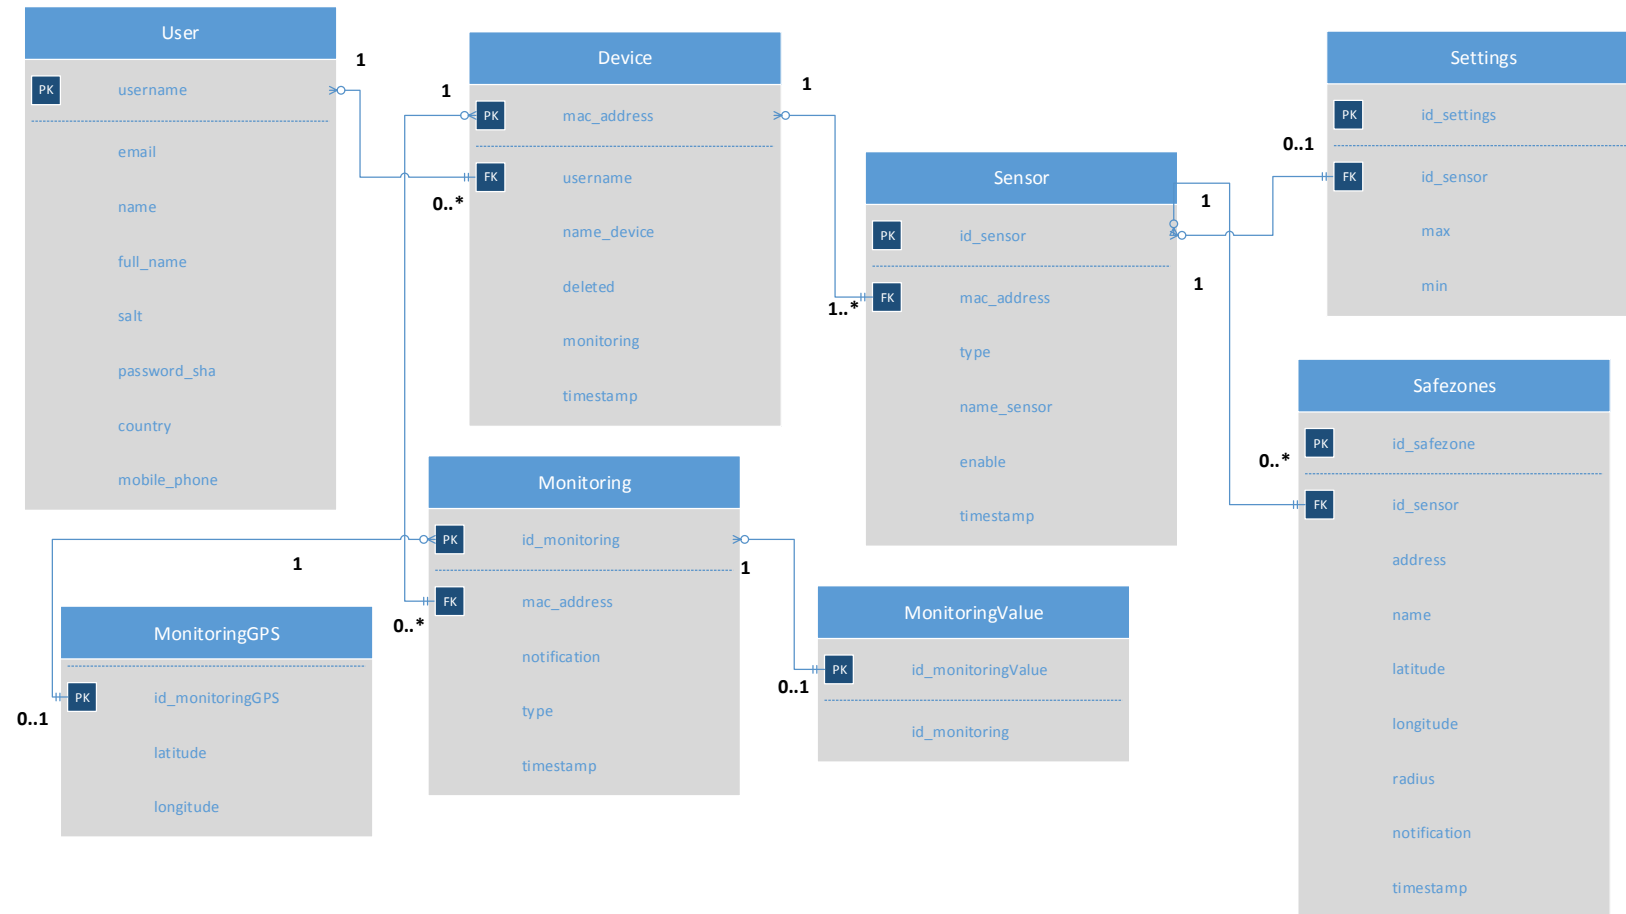 User
1
PK username
email
name
full_name
salt
password_sha
country
mobile_phone
Device
1
1
PK mac_address
FK username
0..*
name_device
deleted
monitoring
timestamp
Sensor
1
PK id_sensor
1
FK mac_address
1..*
type
name_sensor
enable
timestamp
Settings
PK id_settings
0..1
FK id_sensor
max
min
Safezones
PK id_safezone
0..*
FK id_sensor
address
name
latitude
longitude
radius
notification
timestamp
Monitoring
PK id_monitoring
1
1
FK mac_address
0..*
notification
type
timestamp
MonitoringGPS
PK id_monitoringGPS
0..1
latitude
longitude
MonitoringValue
PK id_monitoringValue
0..1
id_monitoring